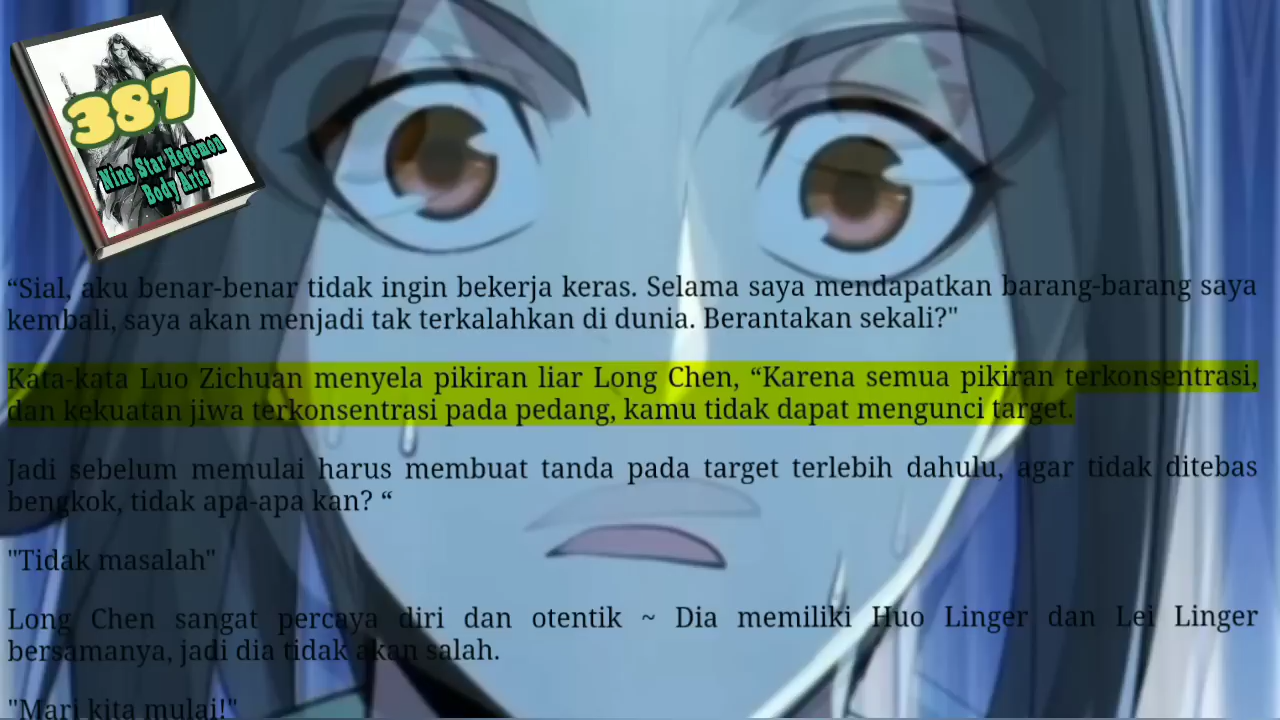 387
Nine Star Hegemon
Body Arts
“Sial, aku benar-benar tidak ingin bekerja keras. Selama saya mendapatkan barang-barang saya
kembali, saya akan menjadi tak terkalahkan di dunia. Berantakan sekali?"
Kata-kata Luo Zichuan menyela pikiran liar Long Chen, “Karena semua pikiran terkonsentrasi,
dan kekuatan jiwa terkonsentrasi pada pedang, kamu tidak dapat mengunci target.
Jadi sebelum memulai harus membuat tanda pada target terlebih dahulu, agar tidak ditebas
bengkok, tidak apa-apa kan? “
"Tidak masalah"
Long Chen sangat percaya diri dan otentik ~ Dia memiliki Huo Linger dan Lei Linger
bersamanya, jadi dia tidak akan salah.
"Mari kita mulai!"